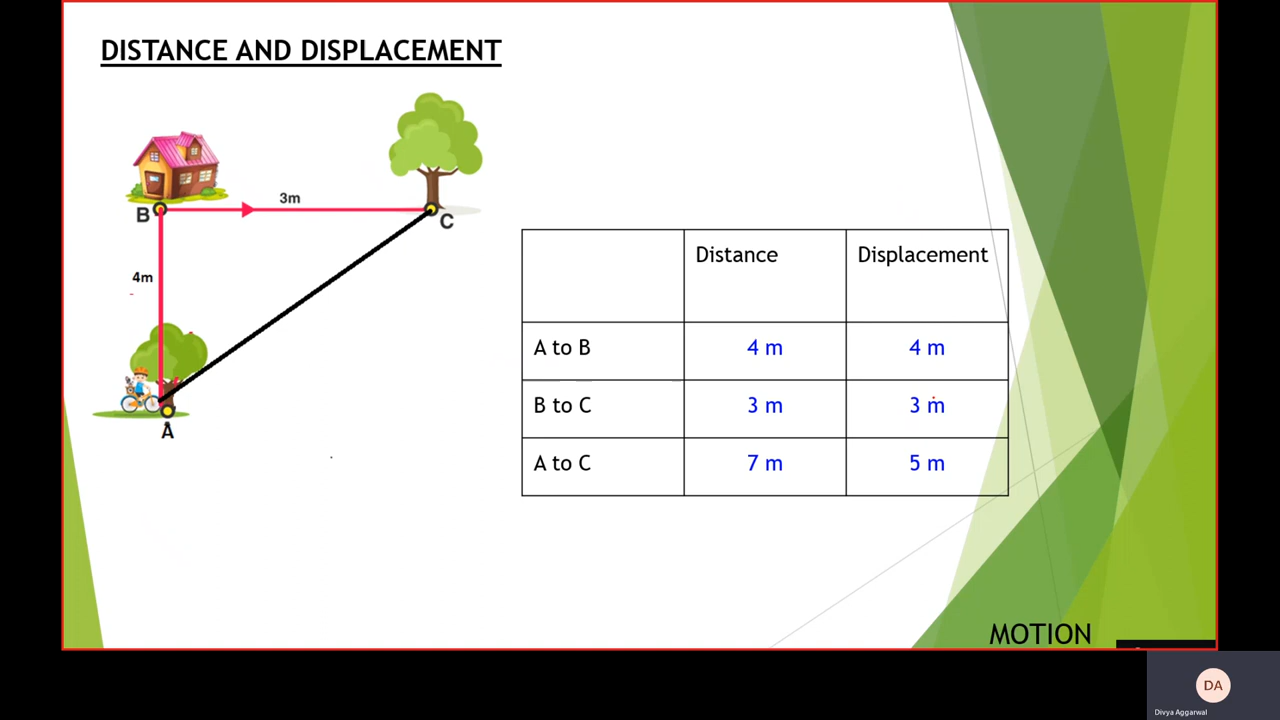 DISTANCE AND DISPLACEMENT
3m
B
C
4m
A
Distance Displacement
A to B 4 m 4 m
B to C 3 m 3 m
A to C 7 m 5 m
MOTION
DA
Divya Aggarwal